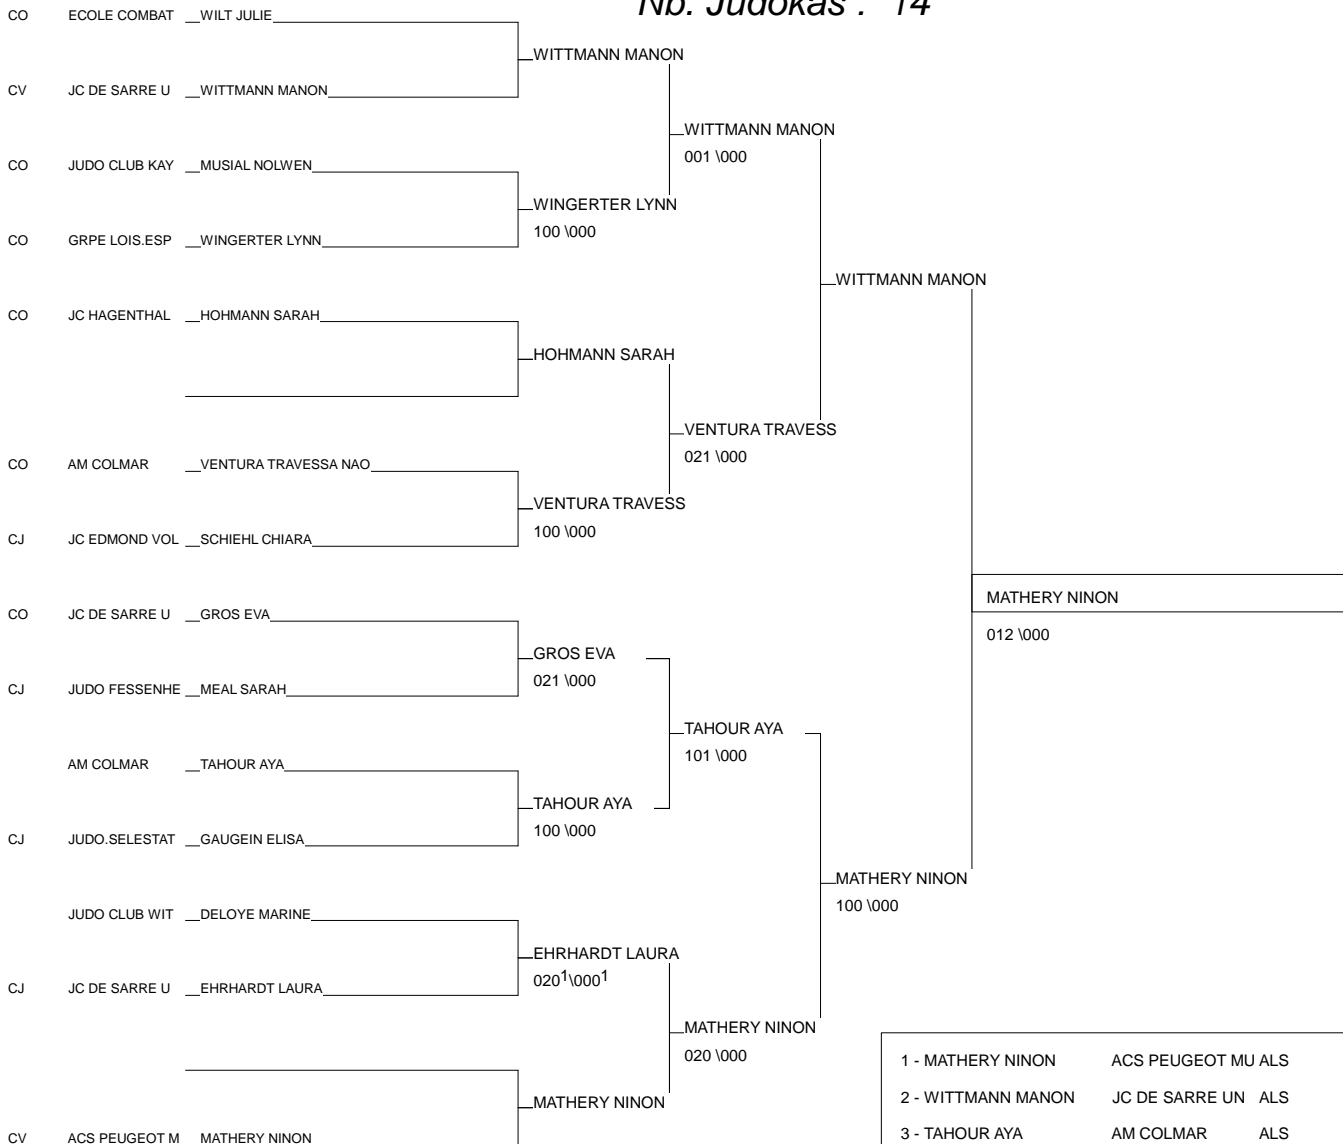 Nb. Judokas : 14
CO ECOLE COMBAT WILT JULIE
WITTMANN MANON
CV JC DE SARRE U WITTMANN MANON
WITTMANN MANON
001 \000
CO JUDO CLUB KAY MUSIAL NOLWEN
WINGERTER LYNN
100 \000
CO GRPE LOIS.ESP WINGERTER LYNN
WITTMANN MANON
CO JC HAGENTHAL HOHMANN SARAH
HOHMANN SARAH
VENTURA TRAVESS
021 \000
CO AM COLMAR VENTURA TRAVESSA NAO
VENTURA TRAVESS
100 \000
CJ JC EDMOND VOL SCHIEHL CHIARA
MATHERY NINON
012 \000
CO JC DE SARRE U GROS EVA
GROS EVA
021 \000
CJ JUDO FESSENHE MEAL SARAH
TAHOUR AYA
101 \000
AM COLMAR TAHOUR AYA
TAHOUR AYA
100 \000
CJ JUDO.SELESTAT GAUGEIN ELISA
MATHERY NINON
100 \000
JUDO CLUB WIT DELOYE MARINE
EHRHARDT LAURA
020¹\000¹
CJ JC DE SARRE U EHRHARDT LAURA
MATHERY NINON
020 \000
MATHERY NINON
CV ACS PEUGEOT M MATHERY NINON
1 - MATHERY NINON ACS PEUGEOT MU ALS
2 - WITTMANN MANON JC DE SARRE UN ALS
3 - TAHOUR AYA AM COLMAR ALS